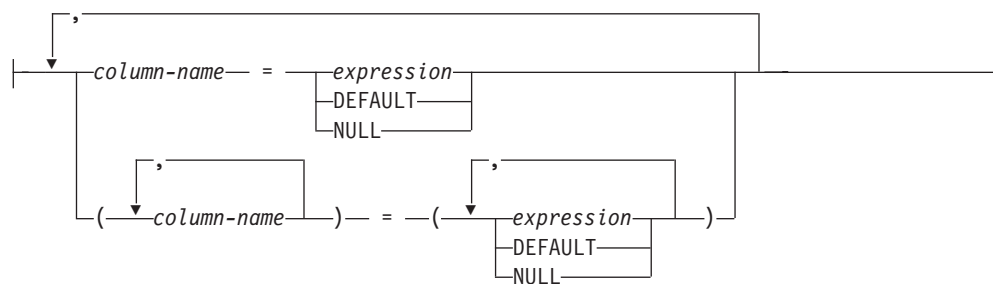 ,
column-name = expression
DEFAULT
NULL
, ,
( column-name ) = ( expression )
DEFAULT
NULL